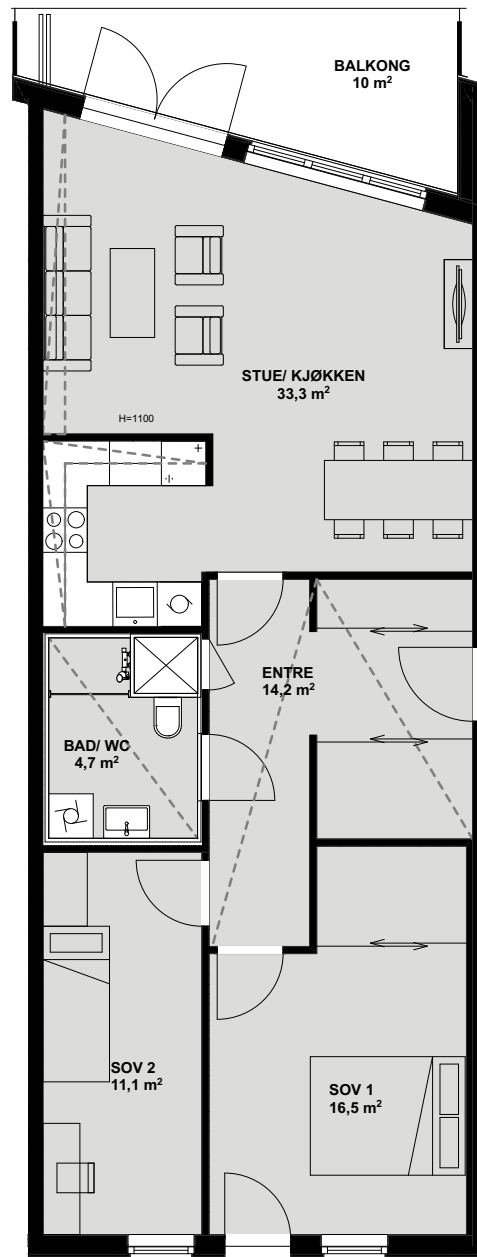 BALKONG
10 m²
STUE/ KJØKKEN
33,3 m²
H=1100
ENTRE
14,2 m²
BAD/ WC
4,7 m²
SOV 2
11,1 m²
SOV 1
16,5 m²